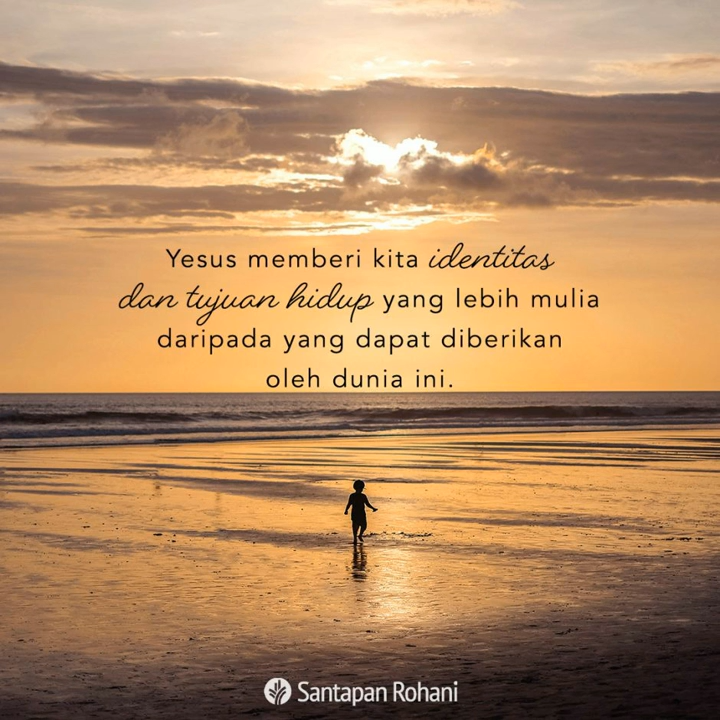 Yesus memberi kita identitas
dan tujuan hidup yang lebih mulia
daripada yang dapat diberikan
oleh dunia ini.
Santapan Rohani